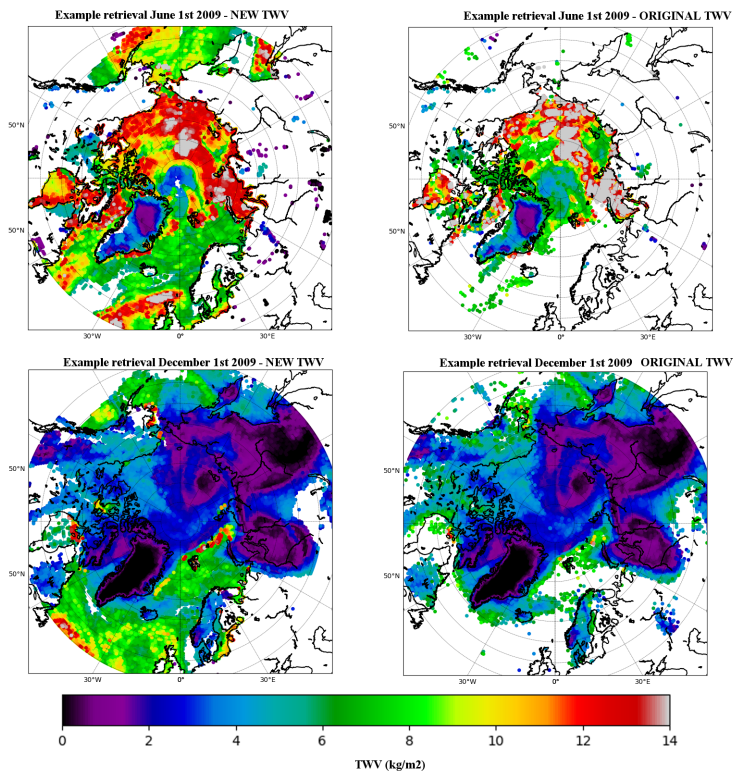 Example retrieval June 1st 2009 - NEW TWV
Example retrieval June 1st 2009 - ORIGINAL TWV
50°N
50°N
50°N
50°N
30°W
0°
30°E
30°W
0°
30°E
Example retrieval December 1st 2009 - NEW TWV
Example retrieval December 1st 2009 ORIGINAL TWV
50°N
50°N
50°N
50°N
30°W
0°
30°E
0°
30°E
0 2 4 6 8 10 12 14
TWV (kg/m2)